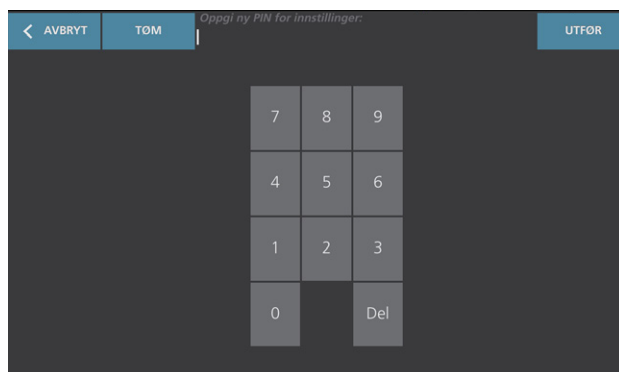 AVBRYT TØM Oppgi ny PIN for innstillinger: UTFØR
7 8 9
4 5 6
1 2 3
0 Del